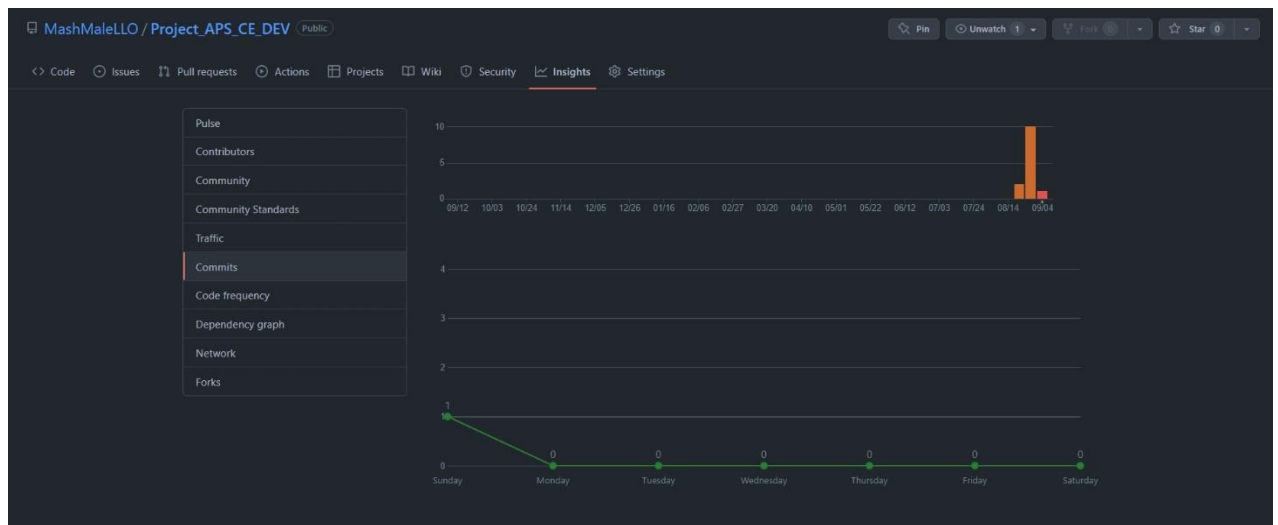 MashMaleLLO / Project_APS_CE_DEV Public
Pin Unwatch 1 Fork 0 Star 0
Code Issues Pull requests Actions Projects Wiki Security Insights Settings
Pulse
Contributors
Community
Community Standards
Traffic
Commits
Code frequency
Dependency graph
Network
Forks
10
5
0
09/12 10/03 10/24 11/14 12/05 12/26 01/16 02/06 02/27 03/20 04/10 05/01 05/22 06/12 07/03 07/24 08/14 09/04
4
3
2
1
1
0 0 0 0 0 0
0
Sunday Monday Tuesday Wednesday Thursday Friday Saturday